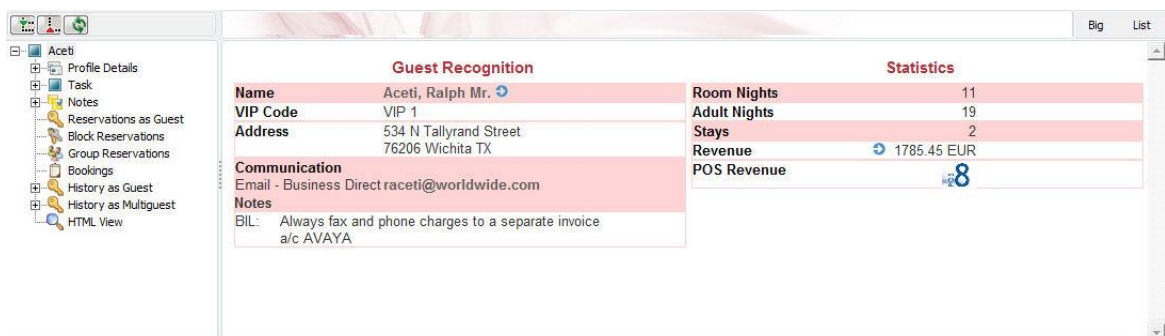 Big List
Aceti
Profile Details
Task
Notes
Reservations as Guest
Block Reservations
Group Reservations
Bookings
History as Guest
History as Multiguest
HTML View
Guest Recognition
Name Aceti, Ralph Mr.
VIP Code VIP 1
Address 534 N Tallyrand Street
76206 Wichita TX
Communication
Email - Business Direct raceti@worldwide.com
Notes
BIL: Always fax and phone charges to a separate invoice
a/c AVAYA
Statistics
Room Nights 11
Adult Nights 19
Stays 2
Revenue 1785.45 EUR
POS Revenue 8